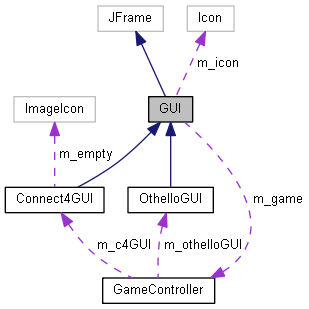 JFrame
Icon
m_icon
ImageIcon
GUI
m_empty
Connect4GUI
OthelloGUI
m_game
m_c4GUI
m_othelloGUI
GameController